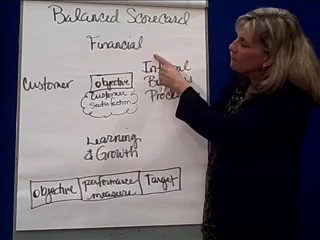 Balanced Scorecard
Financial
Customer
objective
Customer
Satisfaction
Internal
Business
Process
Learning
& Growth
objective performance measure Target